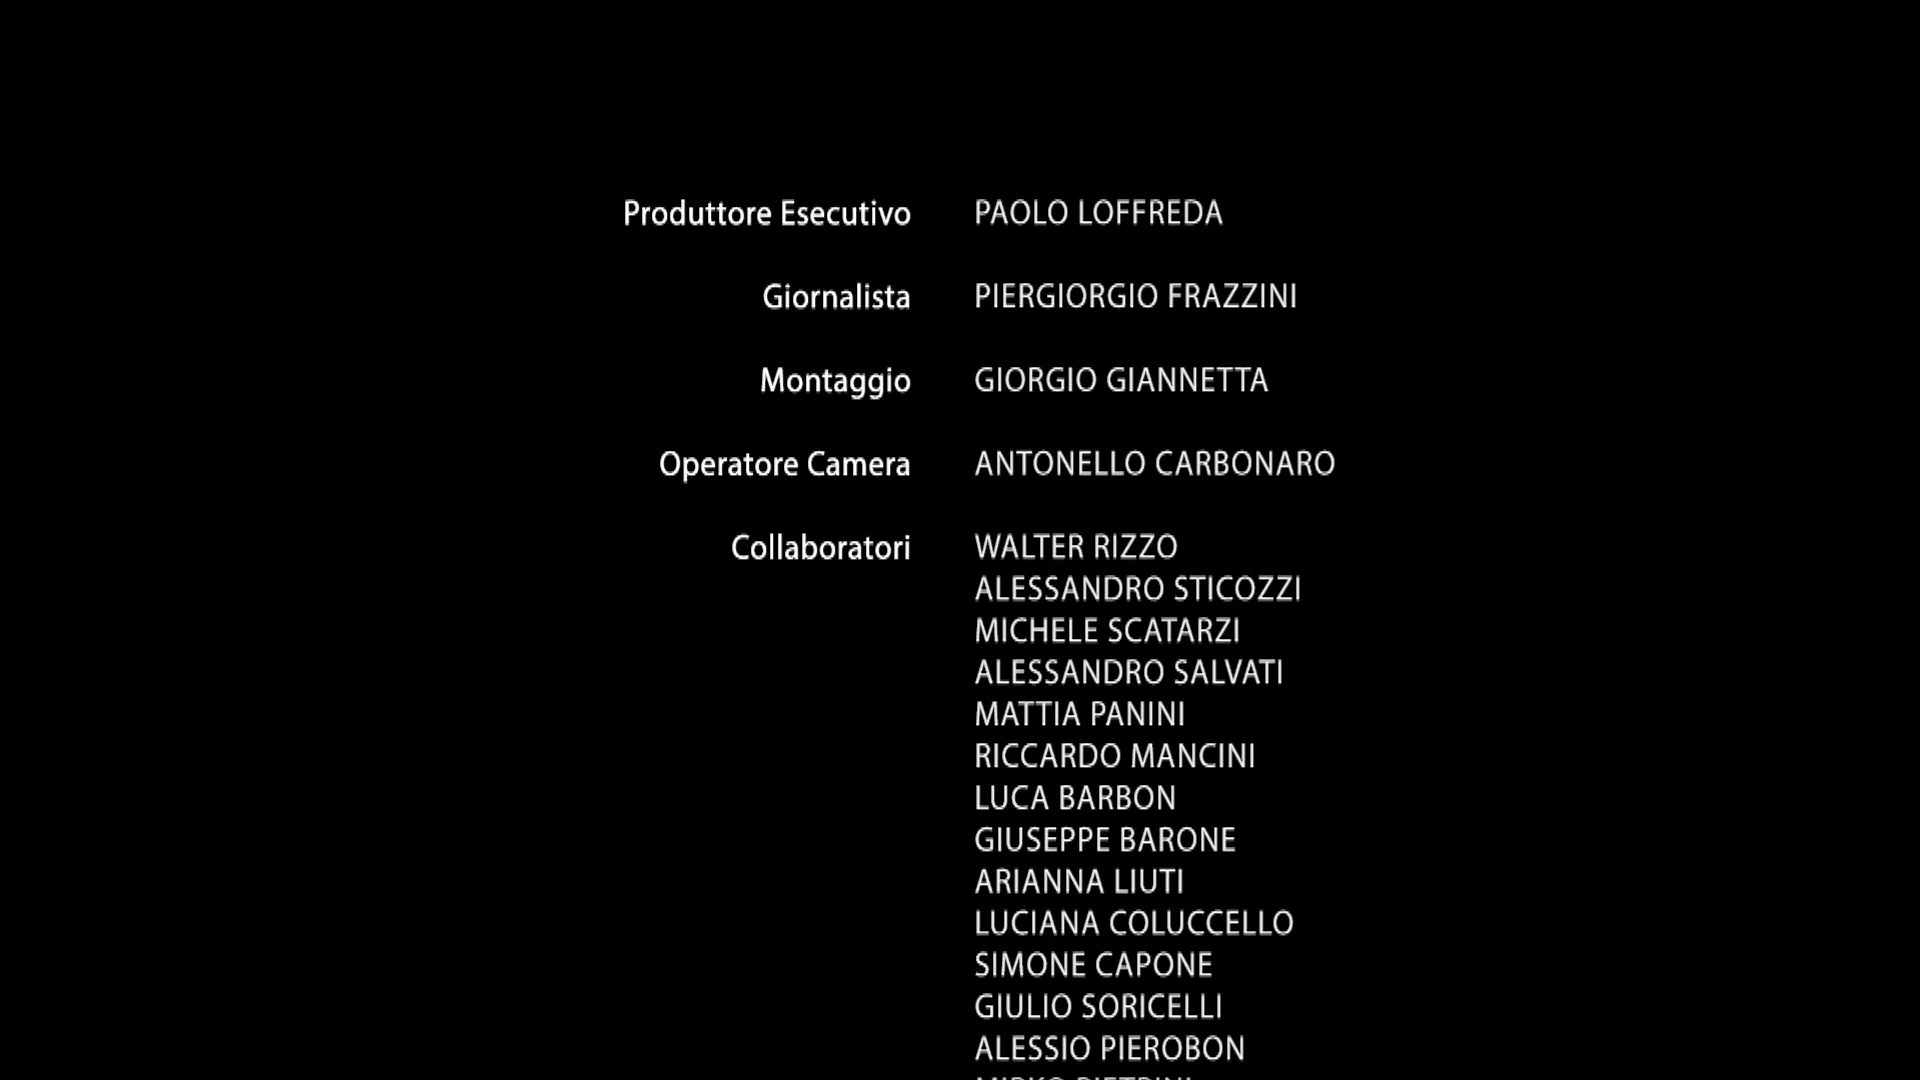 Produttore Esecutivo PAOLO LOFFREDA
Giornalista PIERGIORGIO FRAZZINI
Montaggio GIORGIO GIANNETTA
Operatore Camera ANTONELLO CARBONARO
Collaboratori WALTER RIZZO
ALESSANDRO STICOZZI
MICHELE SCATARZI
ALESSANDRO SALVATI
MATTIA PANINI
RICCARDO MANCINI
LUCA BARBON
GIUSEPPE BARONE
ARIANNA LIUTI
LUCIANA COLUCCELLO
SIMONE CAPONE
GIULIO SORICELLI
ALESSIO PIEROBON